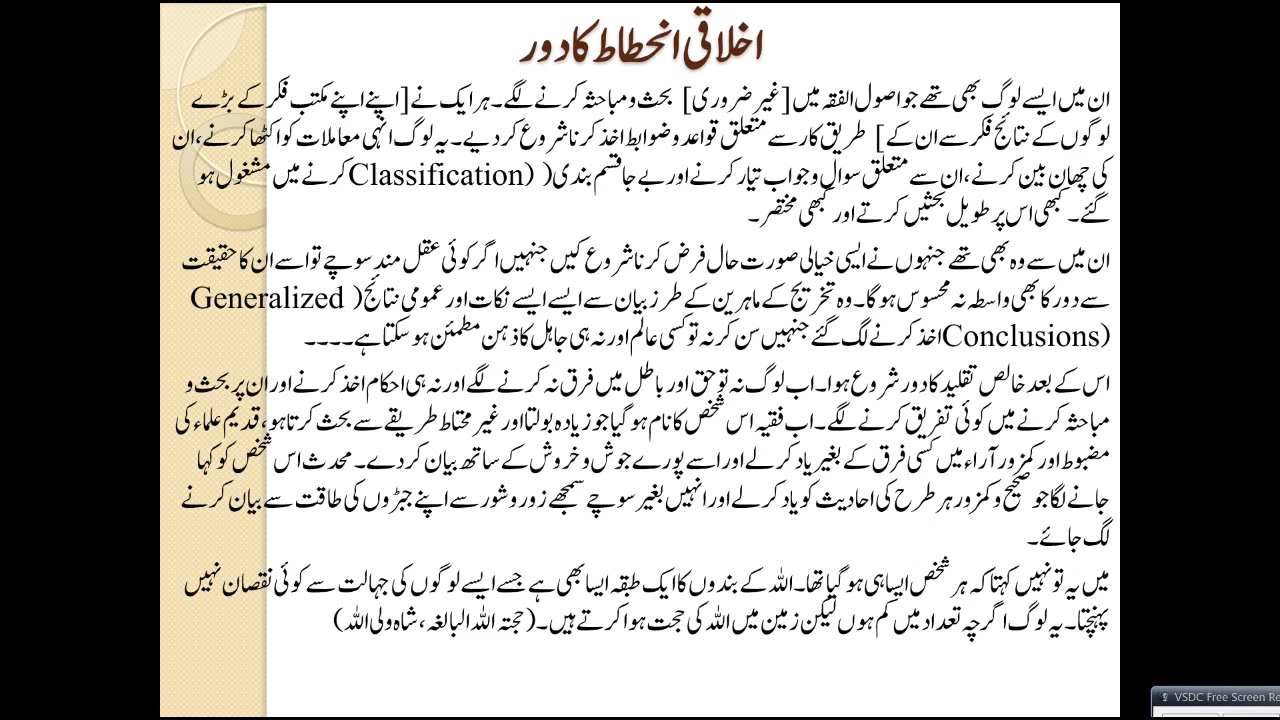 اخلاقی انحطاط کا دور
ان میں ایسے لوگ بھی تھے جو اصول الفقہ میں [غیر ضروری] بحث و مباحثہ کرنے لگے۔ ہر ایک نے [اپنے اپنے مکتب فکر کے بڑے
لوگوں کے نتائج فکر سے ان کے] طریق کار سے متعلق قواعد و ضوابط اخذ کرنا شروع کر دیے۔ یہ لوگ انہی معاملات کو اکٹھا کرنے، ان
کی چھان بین کرنے، ان سے متعلق سوال و جواب تیار کرنے اور بے جا قسم بندی( (Classification کرنے میں مشغول ہو
گئے۔ کبھی اس پر طویل بحثیں کرتے اور کبھی مختصر۔
ان میں سے وہ بھی تھے جنہوں نے ایسی خیالی صورت حال فرض کرنا شروع کیں جنہیں اگر کوئی عقل مند سوچے تو اسے ان کا حقیقت
سے دور کا بھی واسطہ نہ محسوس ہو گا۔ وہ تخریج کے ماہرین کے طرز بیان سے ایسے ایسے نکات اور عمومی نتائج( Generalized
(Conclusions اخذ کرنے لگ گئے جنہیں سن کر نہ تو کسی عالم اور نہ ہی جاہل کا ذہن مطمئن ہو سکتا ہے۔۔۔۔
اس کے بعد خالص تقلید کا دور شروع ہوا۔ اب لوگ نہ تو حق اور باطل میں فرق نہ کرنے لگے اور نہ ہی احکام اخذ کرنے اور ان پر بحث و
مباحثہ کرنے میں کوئی تفریق کرنے لگے۔ اب فقیہ اس شخص کا نام ہو گیا جو زیادہ بولتا اور غیر محتاط طریقے سے بحث کرتا ہو، قدیم علماء کی
مضبوط اور کمزور آراء میں کسی فرق کے بغیر یاد کر لے اور اسے پورے جوش و خروش کے ساتھ بیان کر دے۔ محدث اس شخص کو کہا
جانے لگا جو صحیح و کمزور ہر طرح کی احادیث کو یاد کر لے اور انہیں بغیر سوچے سمجھے زور و شور سے اپنے جبڑوں کی طاقت سے بیان کرنے
لگ جائے۔
میں یہ تو نہیں کہتا کہ ہر شخص ایسا ہی ہو گیا تھا۔ اللہ کے بندوں کا ایک طبقہ ایسا بھی ہے جسے ایسے لوگوں کی جہالت سے کوئی نقصان نہیں
پہنچتا۔ یہ لوگ اگرچہ تعداد میں کم ہوں لیکن زمین میں اللہ کی حجت ہوا کرتے ہیں۔ (حجتہ اللہ البالغہ، شاہ ولی اللہ)
VSDC Free Screen Re